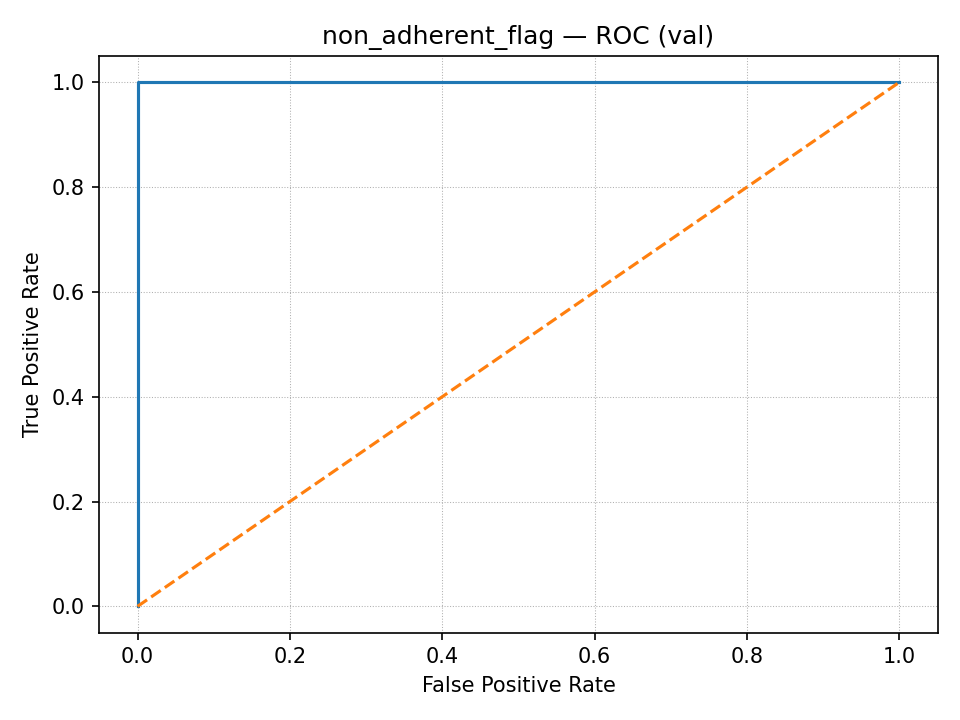 non_adherent_flag — ROC (val)
True Positive Rate
1.0
0.8
0.6
0.4
0.2
0.0
0.0 0.2 0.4 0.6 0.8 1.0
False Positive Rate